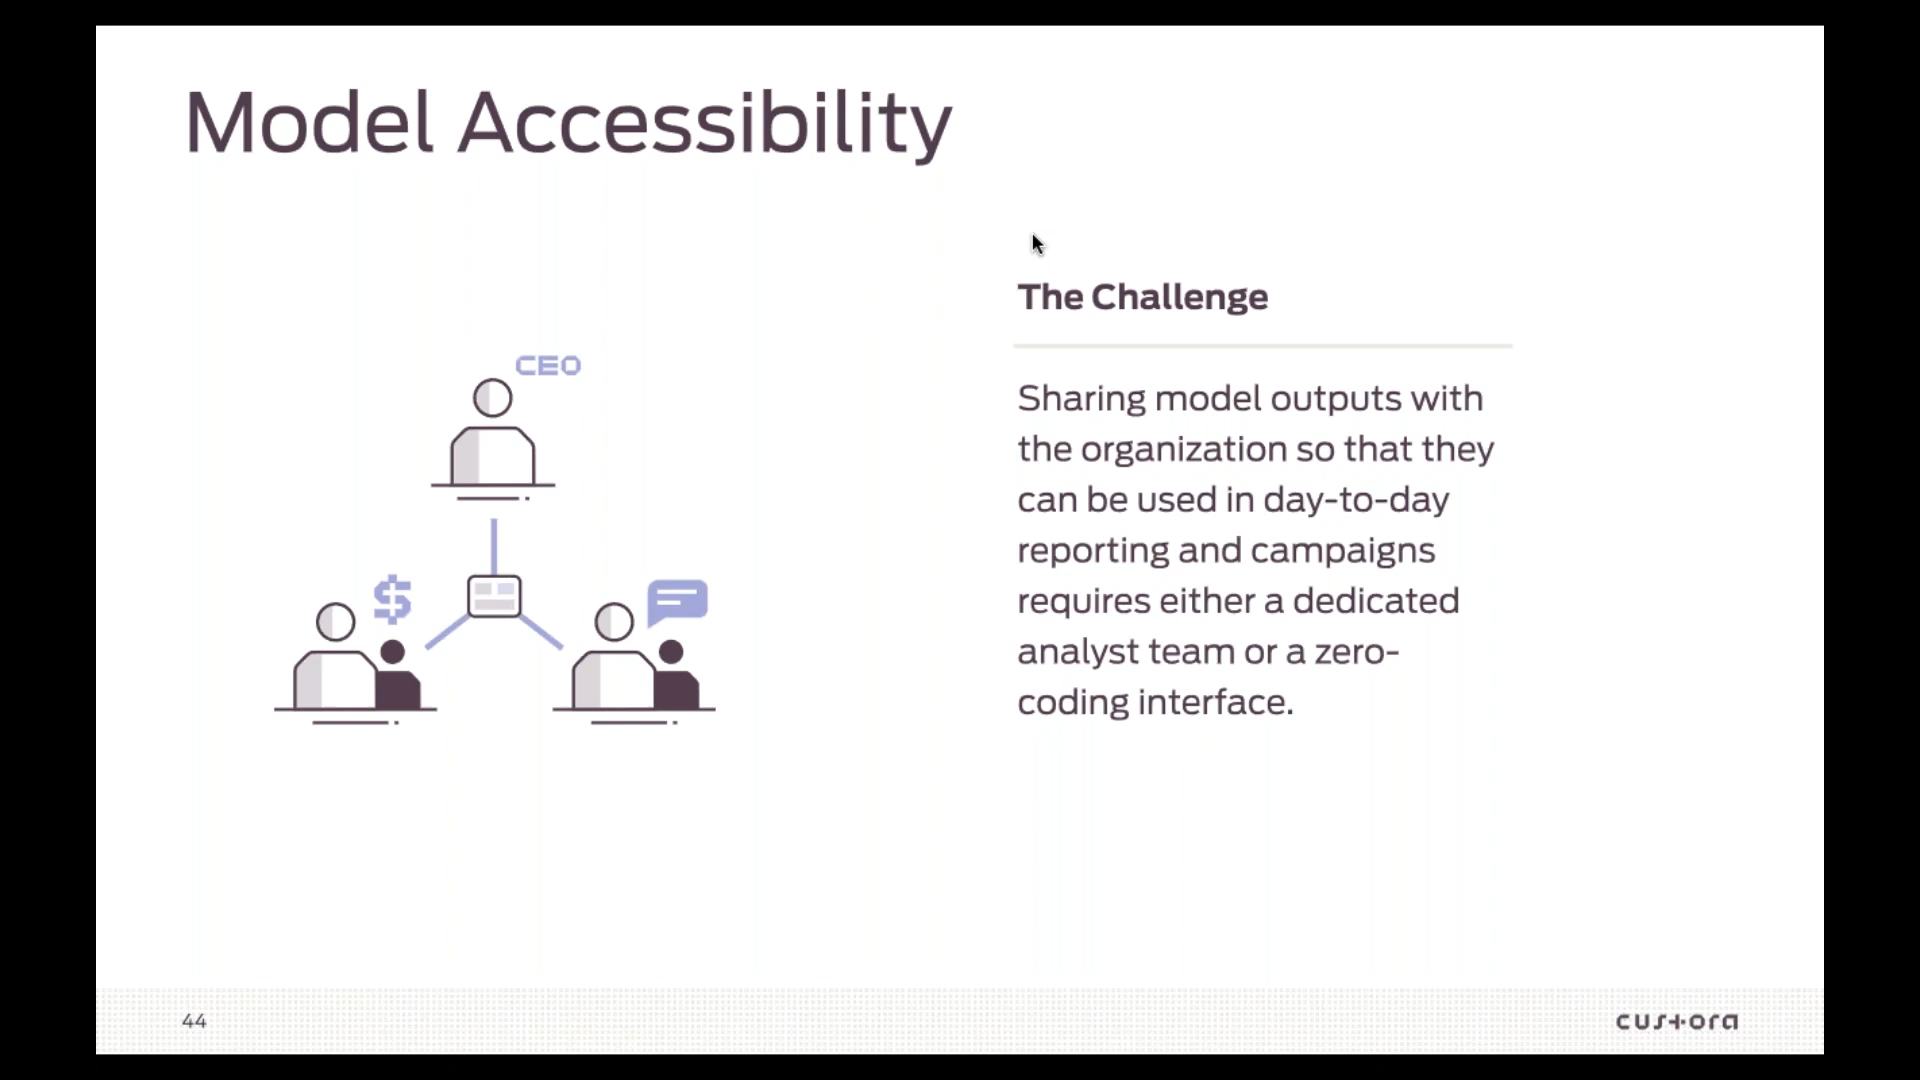 Model Accessibility
The Challenge
CEO
Sharing model outputs with
the organization so that they
can be used in day-to-day
reporting and campaigns
requires either a dedicated
analyst team or a zero-
coding interface.
$
44
custora